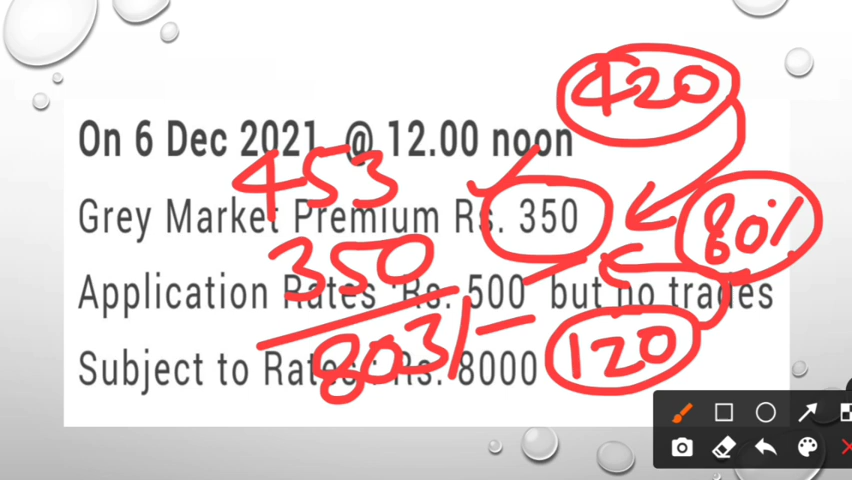 420
On 6 Dec 2021 @ 12.00 noon
453
Grey Market Premium Rs. 350
80%
350
Application Rates Rs. 500 but no trades
803/-
120
Subject to Rates : Rs. 8000